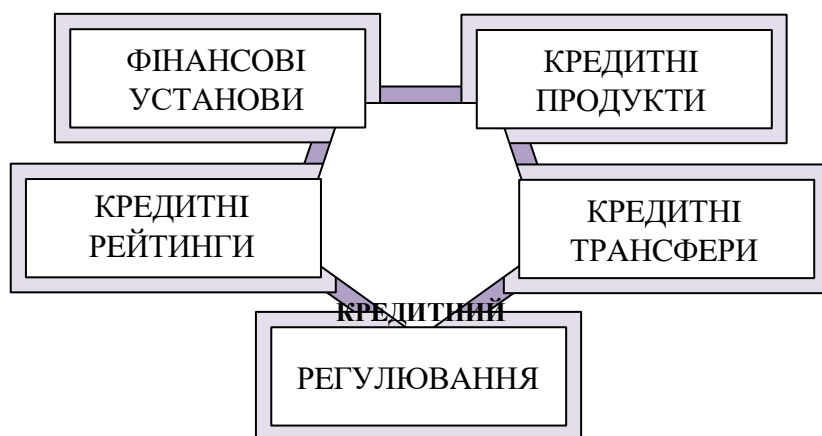 ФІНАНСОВІ
УСТАНОВИ
КРЕДИТНІ
ПРОДУКТИ
КРЕДИТНІ
РЕЙТИНГИ
КРЕДИТНІ
ТРАНСФЕРИ
КРЕДИТНИЙ
РЕГУЛЮВАННЯ